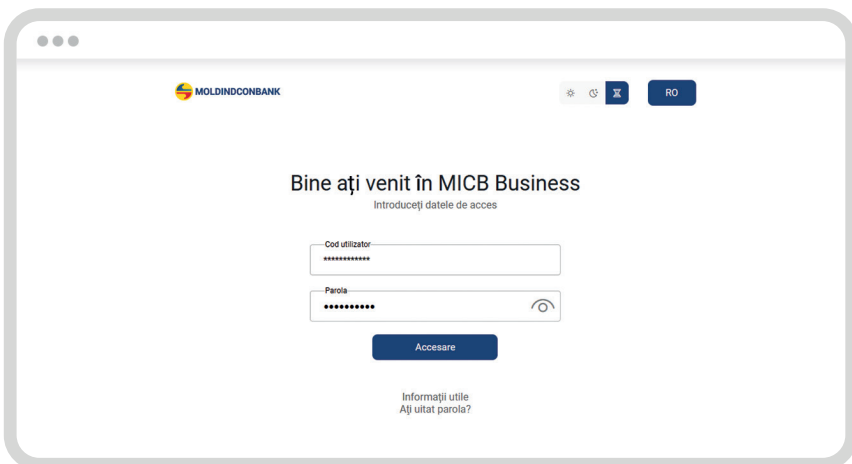 MOLDINDCONBANK
RO
Bine ați venit în MICB Business
Introduceți datele de acces
Cod utilizator
************
Parola
••••••••••
Accesare
Informații utile
Ați uitat parola?